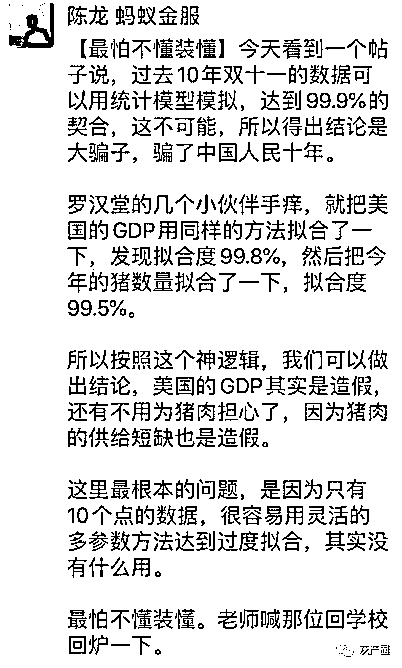 陈龙 蚂蚁金服
【最怕不懂装懂】今天看到一个帖
子说，过去10年双十一的数据可
以用统计模型模拟，达到99.9%的
契合，这不可能，所以得出结论是
大骗子，骗了中国人民十年。
罗汉堂的几个小伙伴手痒，就把美
国的GDP用同样的方法拟合了一
下，发现拟合度99.8%，然后把今
年的猪数量拟合了一下，拟合度
99.5%。
所以按照这个神逻辑，我们可以做
出结论，美国的GDP其实是造假，
还有不用为猪肉担心了，因为猪肉
的供给短缺也是造假。
这里最根本的问题，是因为只有
10个点的数据，很容易用灵活的
多参数方法达到过度拟合，其实没
有什么用。
最怕不懂装懂。老师喊那位回学校
回炉一下。
灰产圈